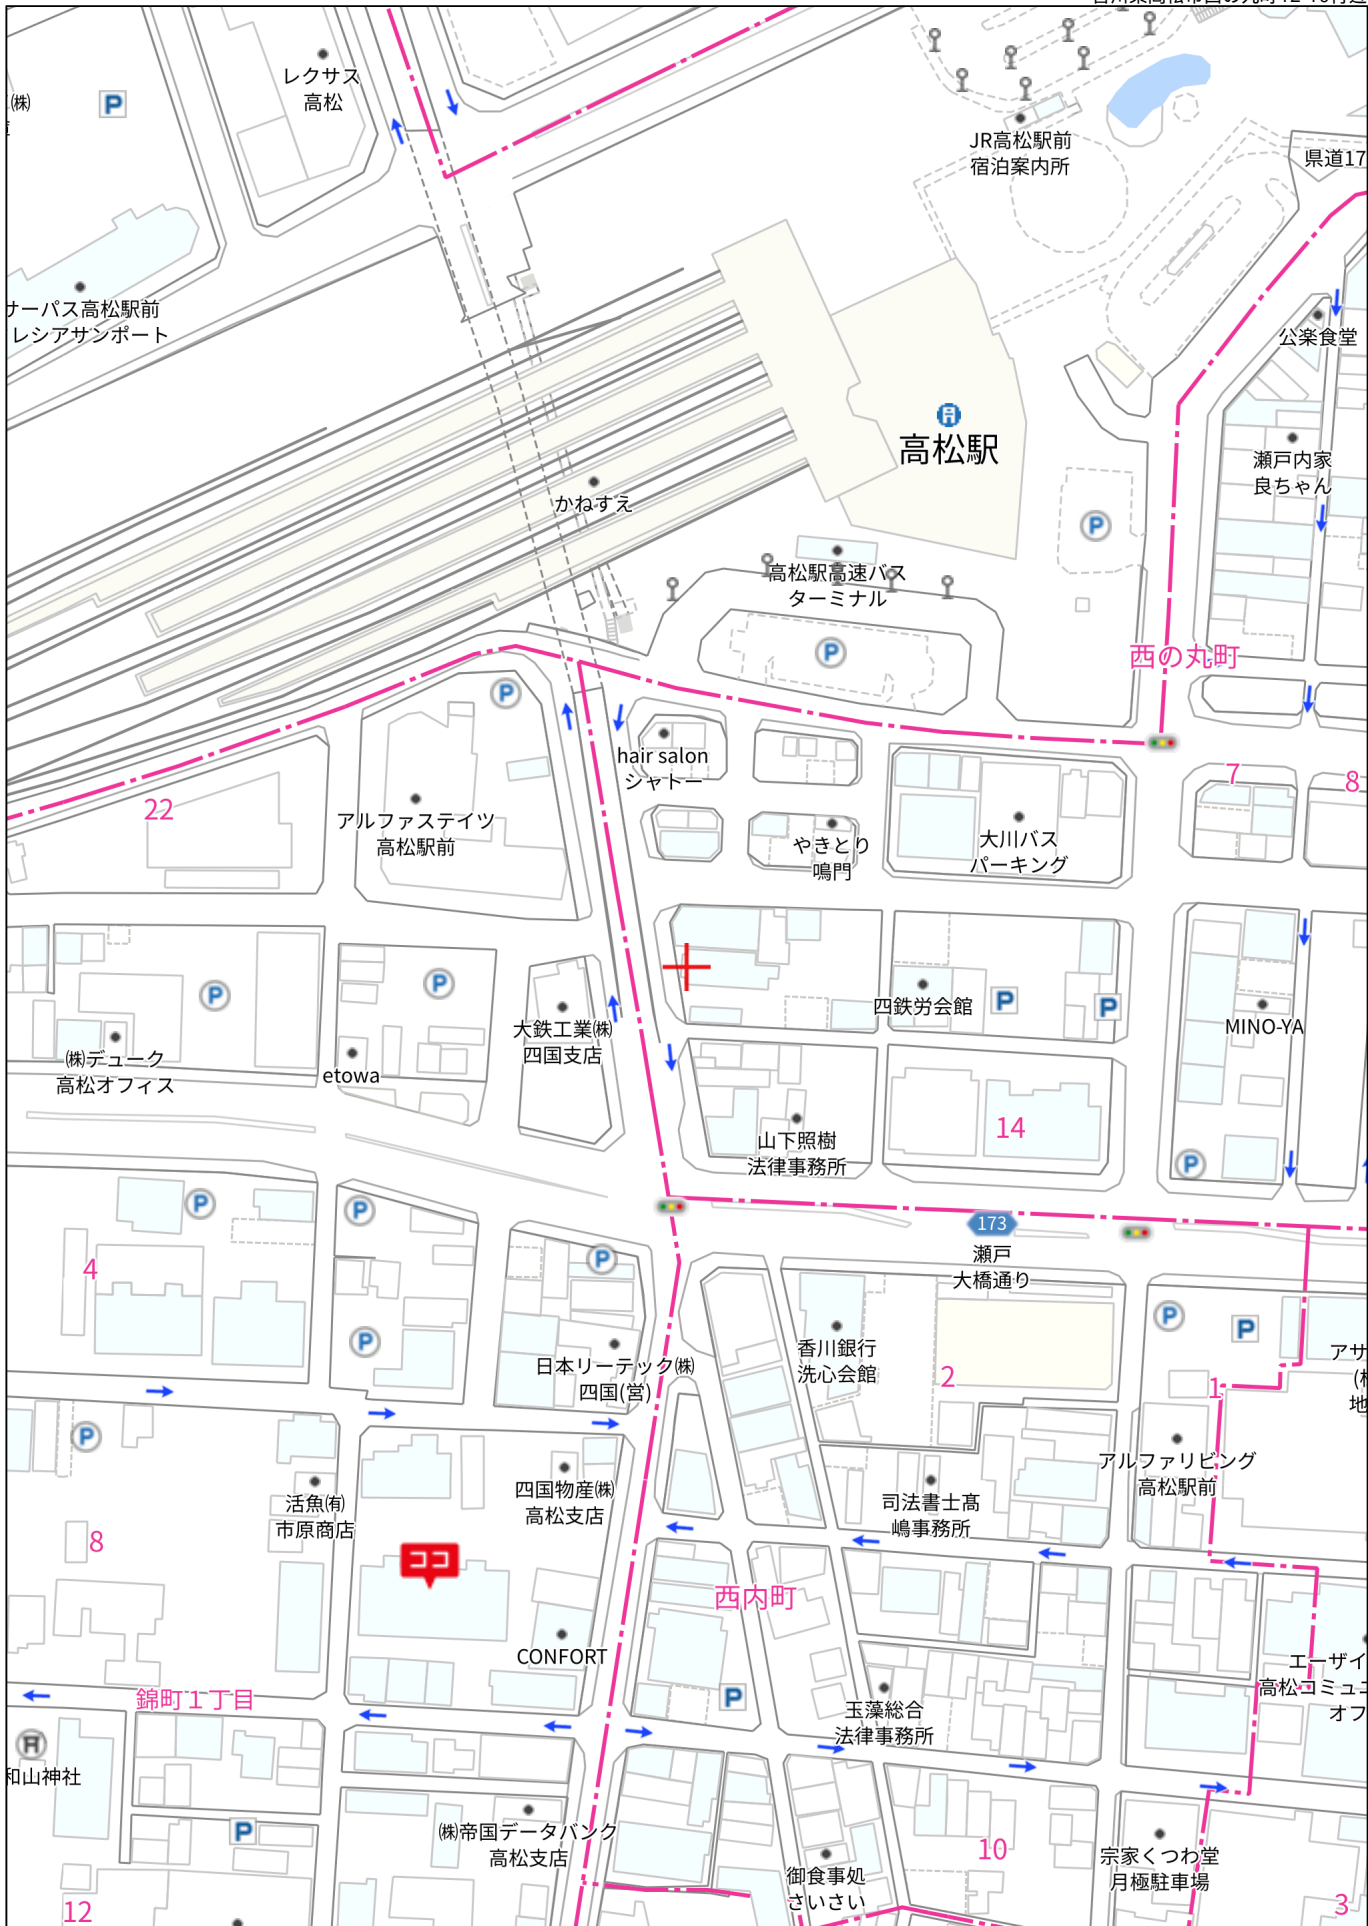 レクサス
高松
㈱
P
JR高松駅前
宿泊案内所
県道17
サーパス高松駅前
レシアサンポート
公楽食堂
高松駅
瀬戸内家
良ちゃん
かねすえ
P
高松駅高速バス
ターミナル
P
西の丸町
P
hair salon
シャトー
7
8
22
アルファステイツ
高松駅前
やきとり
鳴門
大川バス
パーキング
P
P
四鉄労会館
P
P
大鉄工業㈱
四国支店
MINO-YA
㈱デューク
高松オフィス
etowa
14
山下照樹
法律事務所
P
P
P
173
瀬戸
大橋通り
4
P
P
P
P
香川銀行
洗心会館
日本リーテック㈱
四国(営)
2
1
アサ
地
P
アルファリビング
高松駅前
四国物産㈱
高松支店
活魚㈲
市原商店
司法書士髙
嶋事務所
8
ココ
西内町
CONFORT
エーザイ
高松コミュニ
オフ
錦町１丁目
P
玉藻総合
法律事務所
和山神社
P
㈱帝国データバンク
高松支店
10
宗家くつわ堂
月極駐車場
御食事処
さいさい
12
3